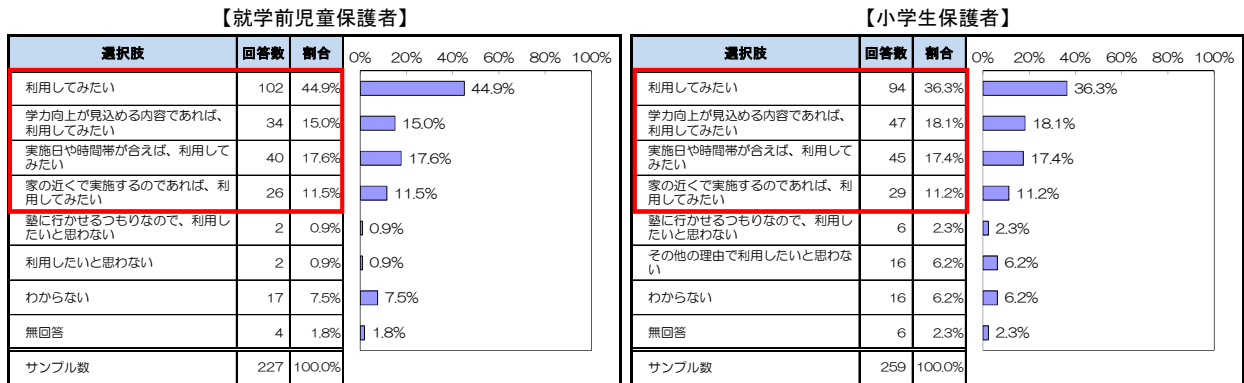 【就学前児童保護者】
選択肢 回答数 割合 0% 20% 40% 60% 80% 100%
利用してみたい 102 44.9% 44.9%
学力向上が見込める内容であれば、
利用してみたい 34 15.0% 15.0%
実施日や時間帯が合えば、利用して
みたい 40 17.6% 17.6%
家の近くで実施するのであれば、利
用してみたい 26 11.5% 11.5%
塾に行かせるつもりなので、利用し
たいと思わない 2 0.9% 0.9%
利用したいと思わない 2 0.9% 0.9%
わからない 17 7.5% 7.5%
無回答 4 1.8% 1.8%
サンプル数 227 100.0%
【小学生保護者】
選択肢 回答数 割合 0% 20% 40% 60% 80% 100%
利用してみたい 94 36.3% 36.3%
学力向上が見込める内容であれば、
利用してみたい 47 18.1% 18.1%
実施日や時間帯が合えば、利用して
みたい 45 17.4% 17.4%
家の近くで実施するのであれば、利
用してみたい 29 11.2% 11.2%
塾に行かせるつもりなので、利用し
たいと思わない 6 2.3% 2.3%
その他の理由で利用したいと思わな
い 16 6.2% 6.2%
わからない 16 6.2% 6.2%
無回答 6 2.3% 2.3%
サンプル数 259 100.0%